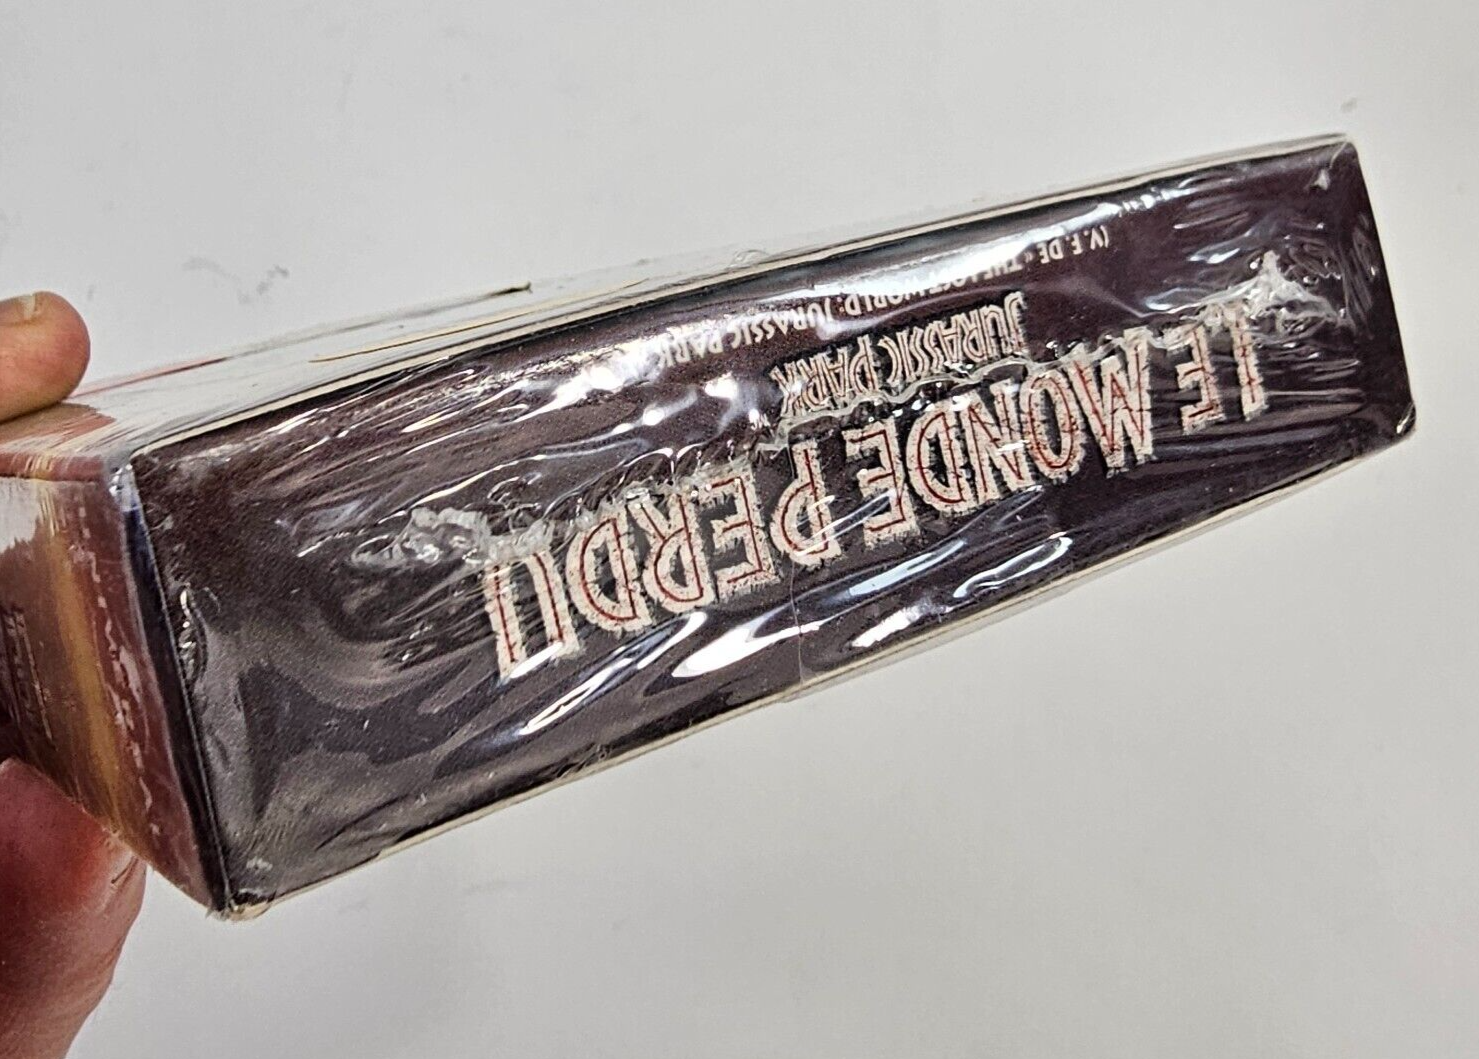 LE MONDE PERDU
JURASSIC PARK
(V. F. DE « THE LOST WORLD: JURASSIC PARK